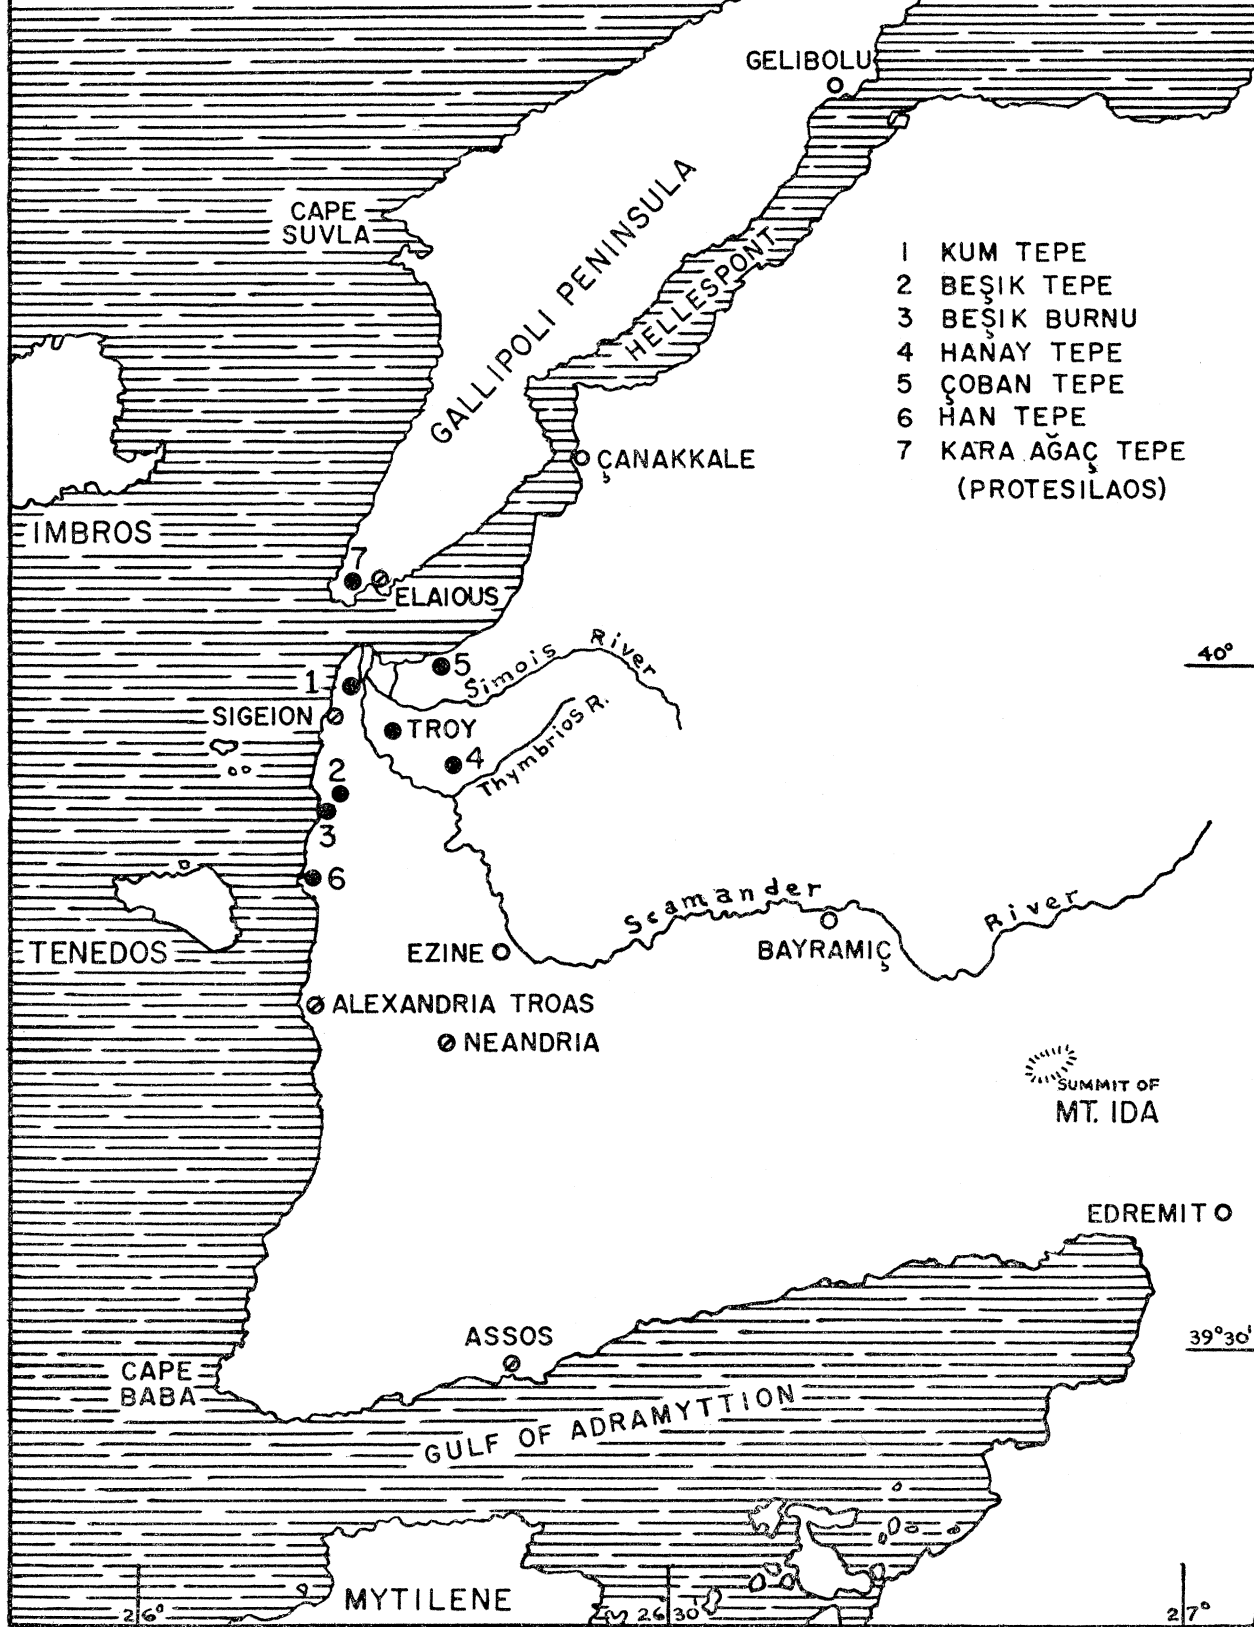 GELIBOLU
CAPE
SUVLA
GALLIPOLI PENINSULA
HELLESPONT
1 KUM TEPE
2 BEŞIK TEPE
3 BEŞIK BURNU
4 HANAY TEPE
5 ÇOBAN TEPE
6 HAN TEPE
7 KARA AĞAÇ TEPE
(PROTESILAOS)
ÇANAKKALE
IMBROS
7
ELAIOUS
40°
5
Simois River
1
SIGEION
TROY
4
Thymbrios R.
2
3
6
Scamander River
TENEDOS
EZINE
BAYRAMIÇ
ALEXANDRIA TROAS
NEANDRIA
SUMMIT OF
MT. IDA
EDREMIT
39°30'
ASSOS
CAPE
BABA
GULF OF ADRAMYTTION
MYTILENE
26°
26 30'
27°